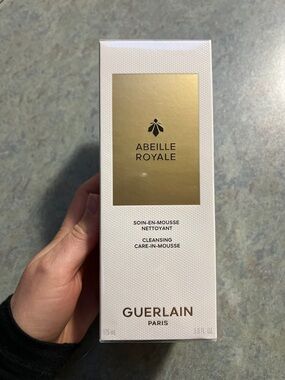 ABEILLE
ROYALE
SOIN-EN-MOUSSE
NETTOYANT
CLEANSING
CARE-IN-MOUSSE
GUERLAIN
PARIS